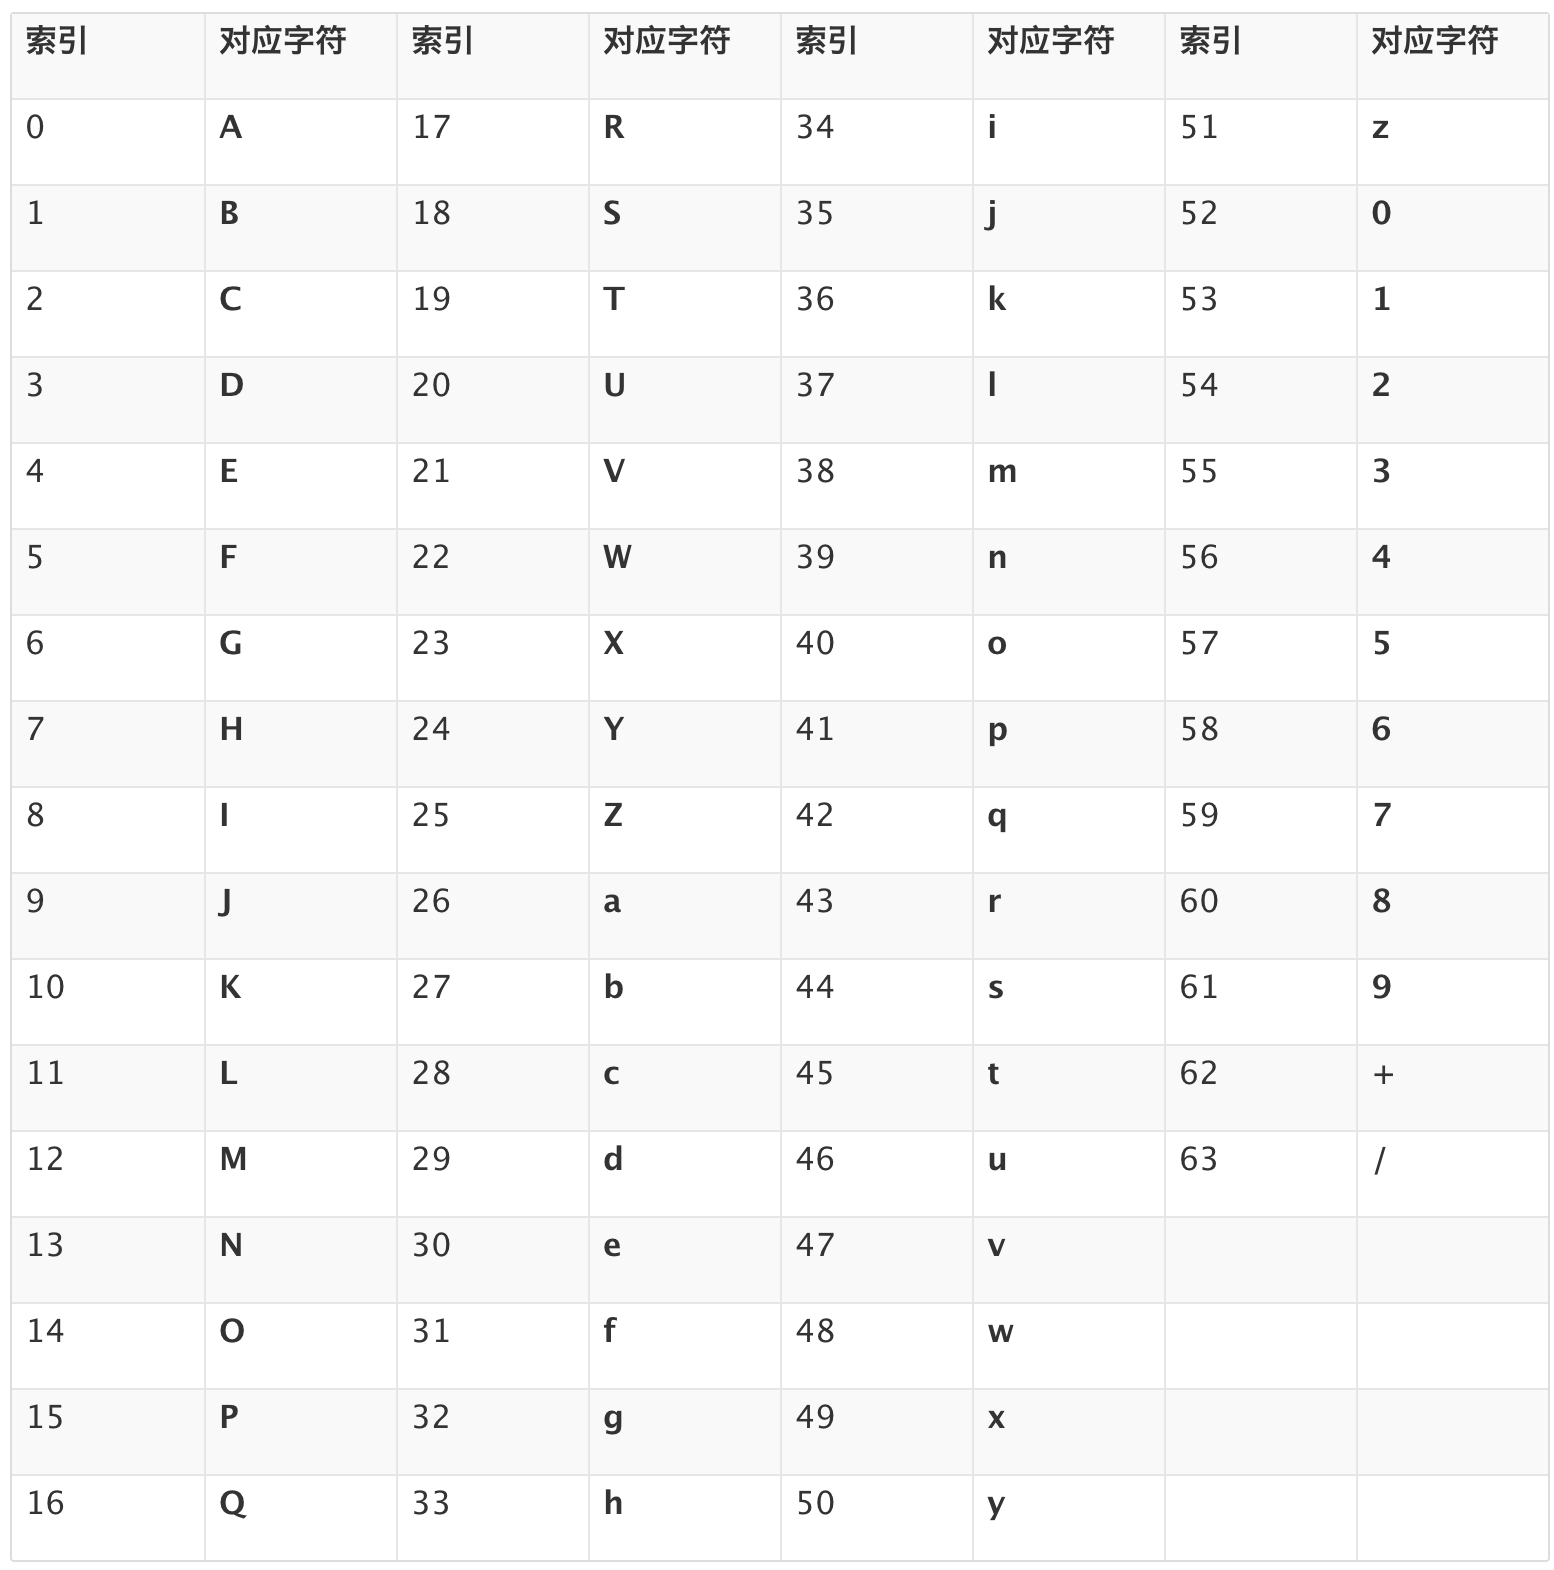 索引 对应字符 索引 对应字符 索引 对应字符 索引 对应字符
0 A 17 R 34 i 51 z
1 B 18 S 35 j 52 0
2 C 19 T 36 k 53 1
3 D 20 U 37 l 54 2
4 E 21 V 38 m 55 3
5 F 22 W 39 n 56 4
6 G 23 X 40 o 57 5
7 H 24 Y 41 p 58 6
8 I 25 Z 42 q 59 7
9 J 26 a 43 r 60 8
10 K 27 b 44 s 61 9
11 L 28 c 45 t 62 +
12 M 29 d 46 u 63 /
13 N 30 e 47 v
14 O 31 f 48 w
15 P 32 g 49 x
16 Q 33 h 50 y